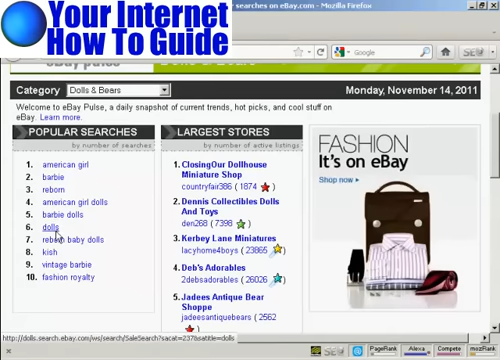 Your Internet
How To Guide
searches on eBay.com - Mozilla Firefox
Google
Category Dolls & Bears Monday, November 14, 2011
Welcome to eBay Pulse, a daily snapshot of current trends, hot picks, and cool stuff on
eBay. Learn more.
POPULAR SEARCHES
by number of searches
1. american girl
2. barbie
3. reborn
4. american girl dolls
5. barbie dolls
6. dolls
7. reborn baby dolls
8. kish
9. vintage barbie
10. fashion royalty
LARGEST STORES
by number of active listings
1. ClosingOur Dollhouse
Miniature Shop
countryfair386 ( 1874
2. Dennis Collectibles Dolls
And Toys
den268 ( 7398
3. Kerbey Lane Miniatures
lacyhome4boys ( 23865
4. Deb's Adorables
2debsadorables (26026
5. Jadees Antique Bear
Shoppe
jadeesantiquebears ( 2562
FASHION
It's on eBay
Shop now
http://dolls.search.ebay.com/ws/search/SaleSearch?sacat=237&satitle=dolls
PageRank
Alexa
Compete
mozRank